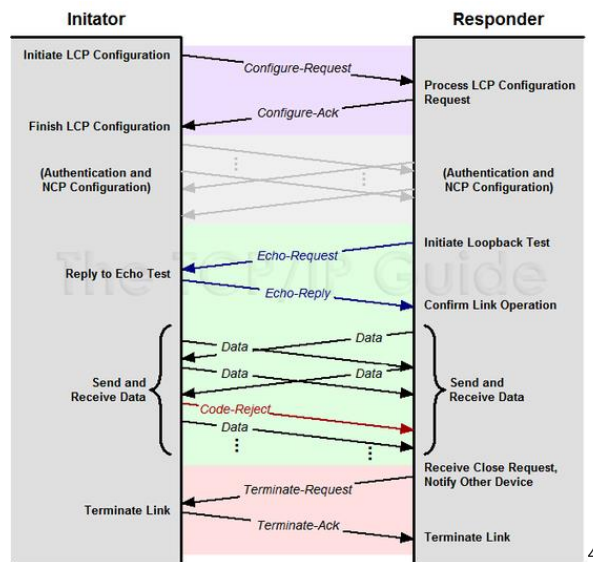 Initator
Responder
Initiate LCP Configuration
Configure-Request
Process LCP Configuration
Request
Configure-Ack
Finish LCP Configuration
(Authentication and
NCP Configuration)
(Authentication and
NCP Configuration)
Initiate Loopback Test
Echo-Request
The TCP/IP Guide
Reply to Echo Test
Echo-Reply
Confirm Link Operation
Data
Data
Data
Data
Send and
Receive Data
Send and
Receive Data
Code-Reject
Data
Receive Close Request,
Notify Other Device
Terminate-Request
Terminate Link
Terminate-Ack
Terminate Link
4